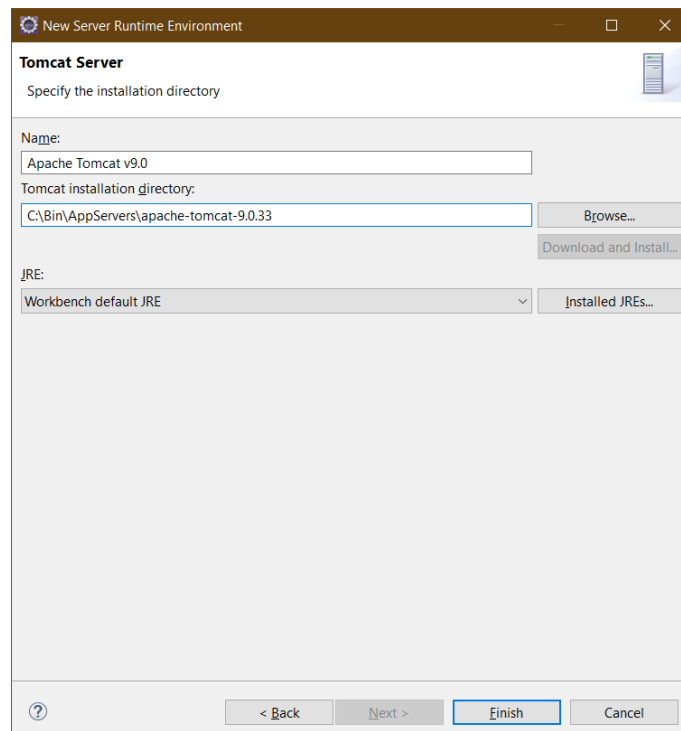 New Server Runtime Environment
Tomcat Server
Specify the installation directory
Name:
Apache Tomcat v9.0
Tomcat installation directory:
C:\Bin\AppServers\apache-tomcat-9.0.33
Browse...
Download and Install...
JRE:
Workbench default JRE
Installed JREs...
?
< Back
Next >
Finish
Cancel